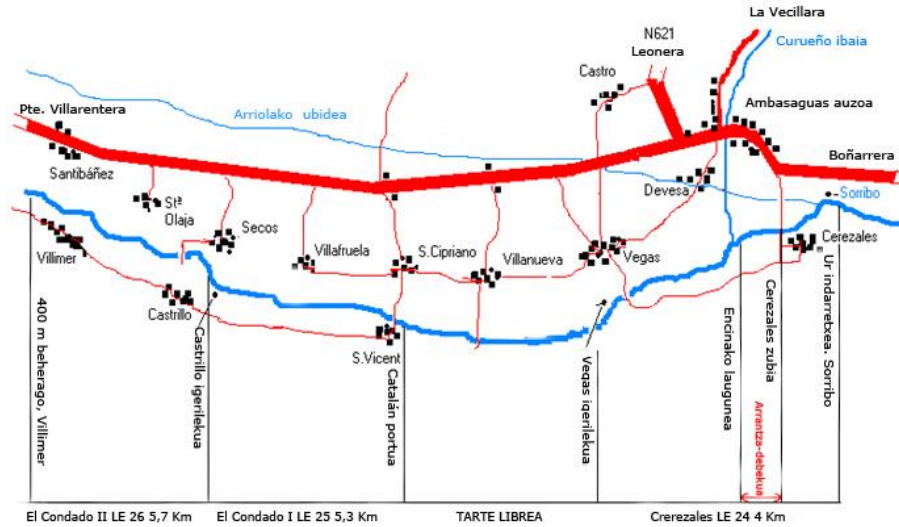 La Vecillara
N621
Leonera
Curueño ibaia
Castro
Pte. Villarentera
Arriolako ubidea
Ambasaguas auzoa
Boñarrera
Santibáñez
Devesa
Sorribo
Stª
Olaja
Secos
Villimer
Villafruela
S.Cipriano
Villanueva
Vegas
Cerezales
Castrillo
S.Vicent
400 m beherago, Villimer
Castrillo igerilekua
Catalán portua
Vegas igerilekua
Encinako laugunea
Cerezales zubia
Ur indarretxea. Sorribo
Arrantza-debekua
El Condado II LE 26 5,7 Km
El Condado I LE 25 5,3 Km
TARTE LIBREA
Crerezales LE 24 4 Km